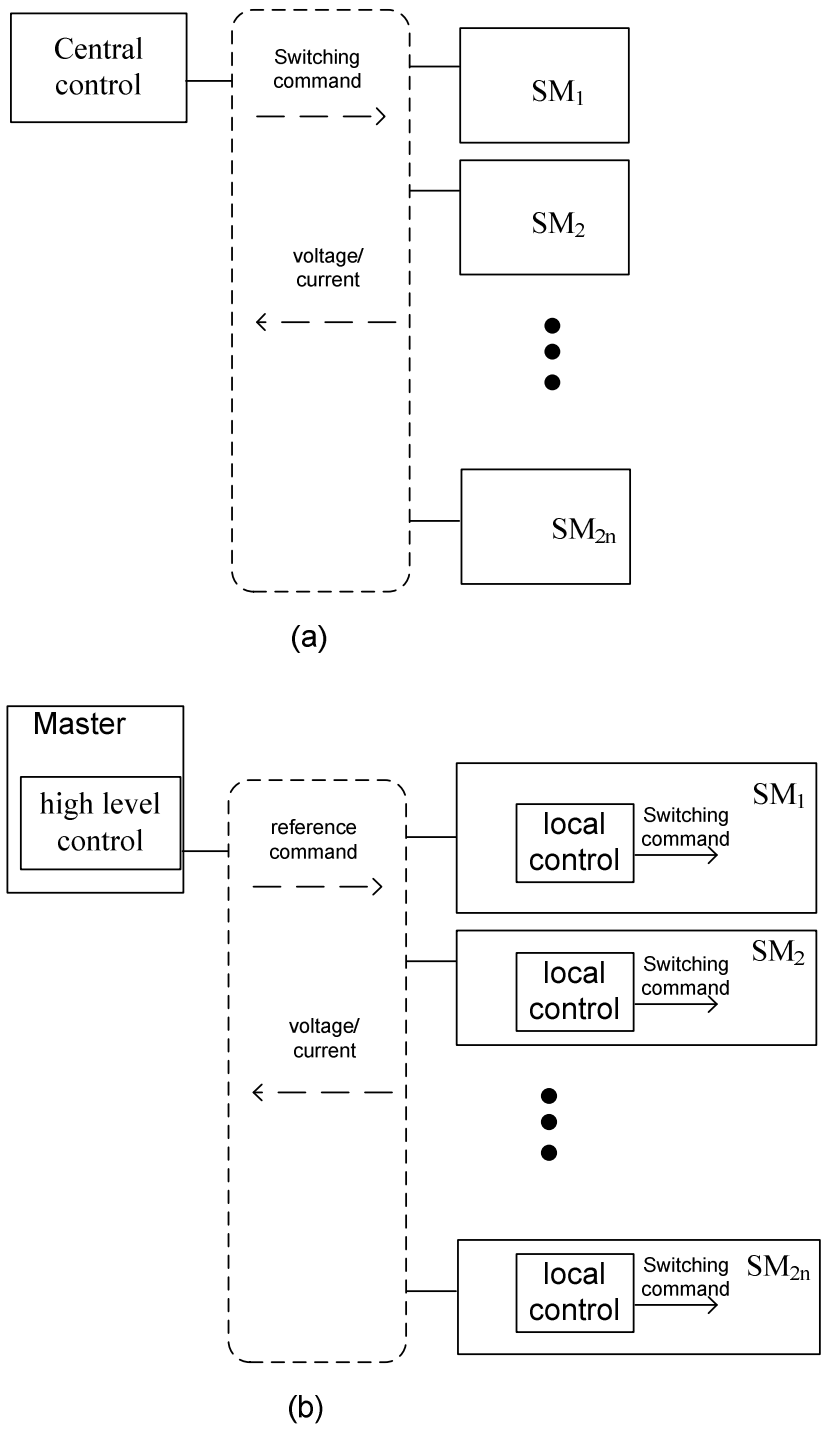 Central
control
Switching
command
SM1
SM2
voltage/
current
SM2n
(a)
Master
high level
control
reference
command
SM1
local
control
Switching
command
SM2
local
control
Switching
command
voltage/
current
SM2n
local
control
Switching
command
(b)